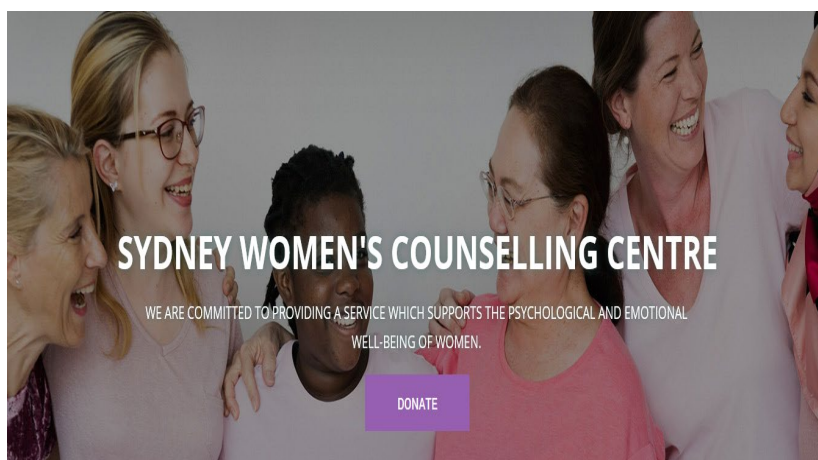 SYDNEY WOMEN'S COUNSELLING CENTRE
WE ARE COMMITTED TO PROVIDING A SERVICE WHICH SUPPORTS THE PSYCHOLOGICAL AND EMOTIONAL
WELL-BEING OF WOMEN.
DONATE